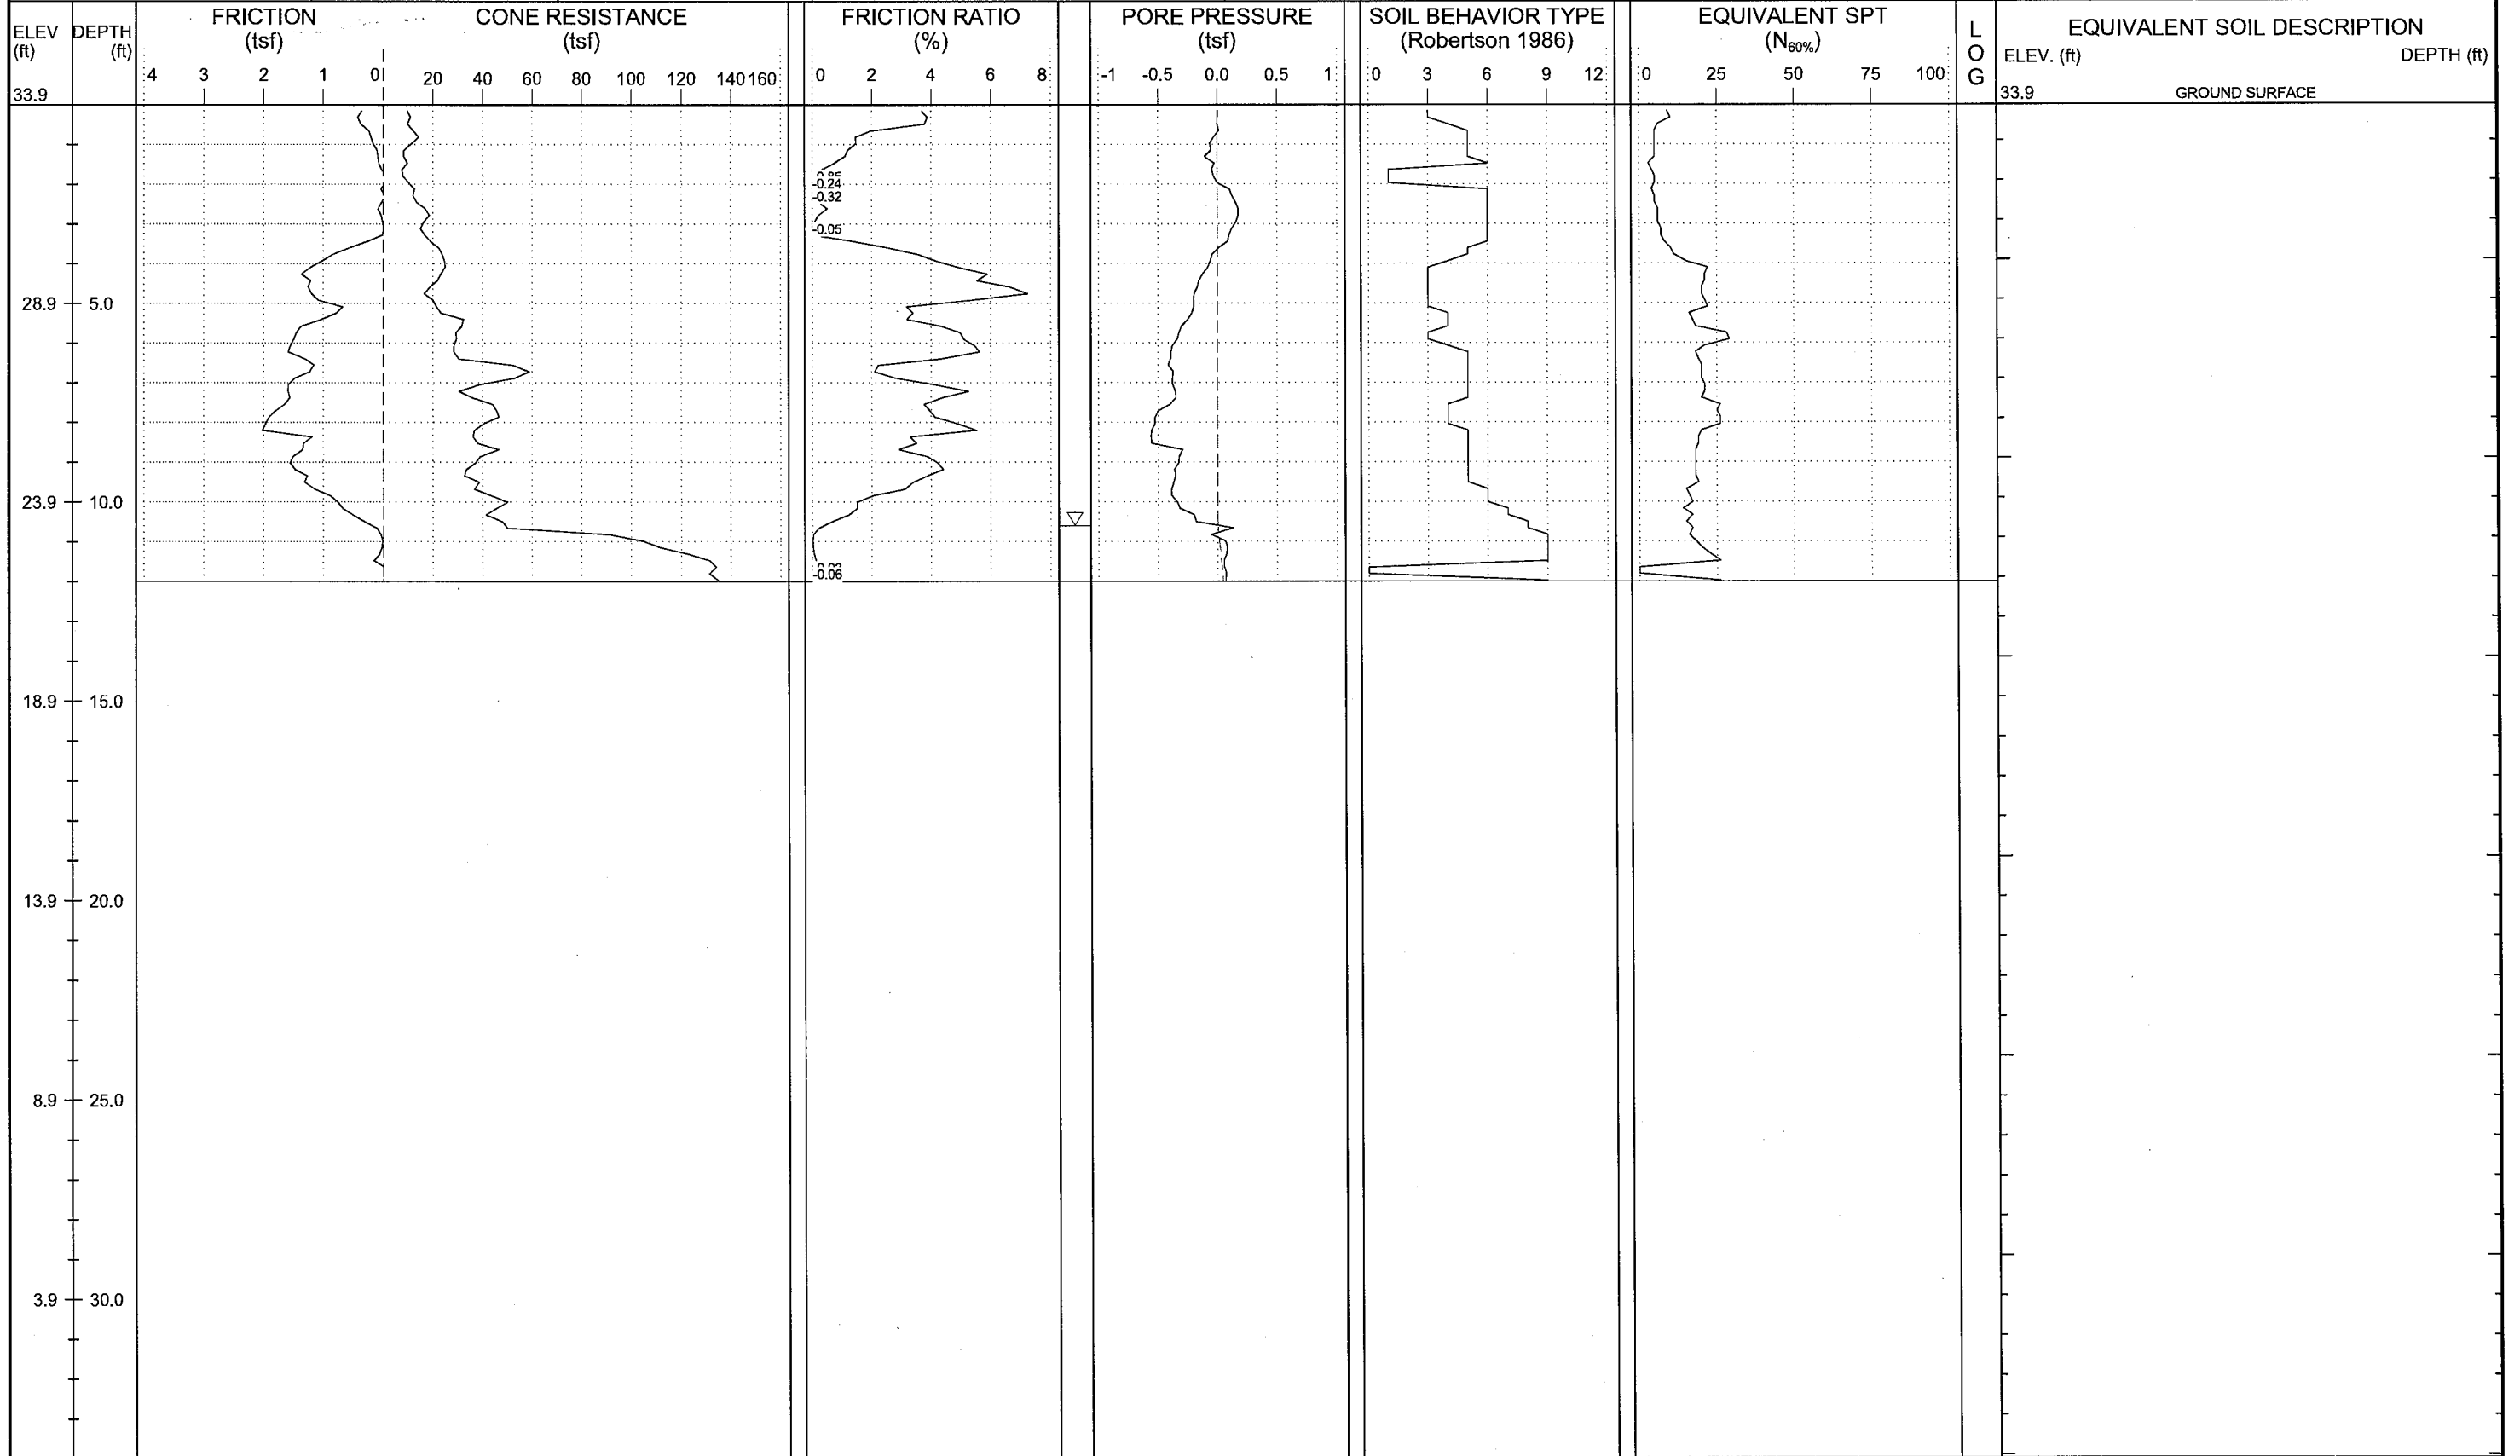 ELEV (ft)
DEPTH (ft)
FRICTION (tsf)
CONE RESISTANCE (tsf)
FRICTION RATIO (%)
PORE PRESSURE (tsf)
SOIL BEHAVIOR TYPE (Robertson 1986)
EQUIVALENT SPT (N60%)
LOG
EQUIVALENT SOIL DESCRIPTION
ELEV. (ft) DEPTH (ft)
4 3 2 1 0 20 40 60 80 100 120 140 160
0 2 4 6 8
-1 -0.5 0.0 0.5 1
0 3 6 9 12
0 25 50 75 100
33.9
33.9 GROUND SURFACE
-0.24
-0.32
-0.05
-0.06
28.9 5.0
23.9 10.0
18.9 15.0
13.9 20.0
8.9 25.0
3.9 30.0